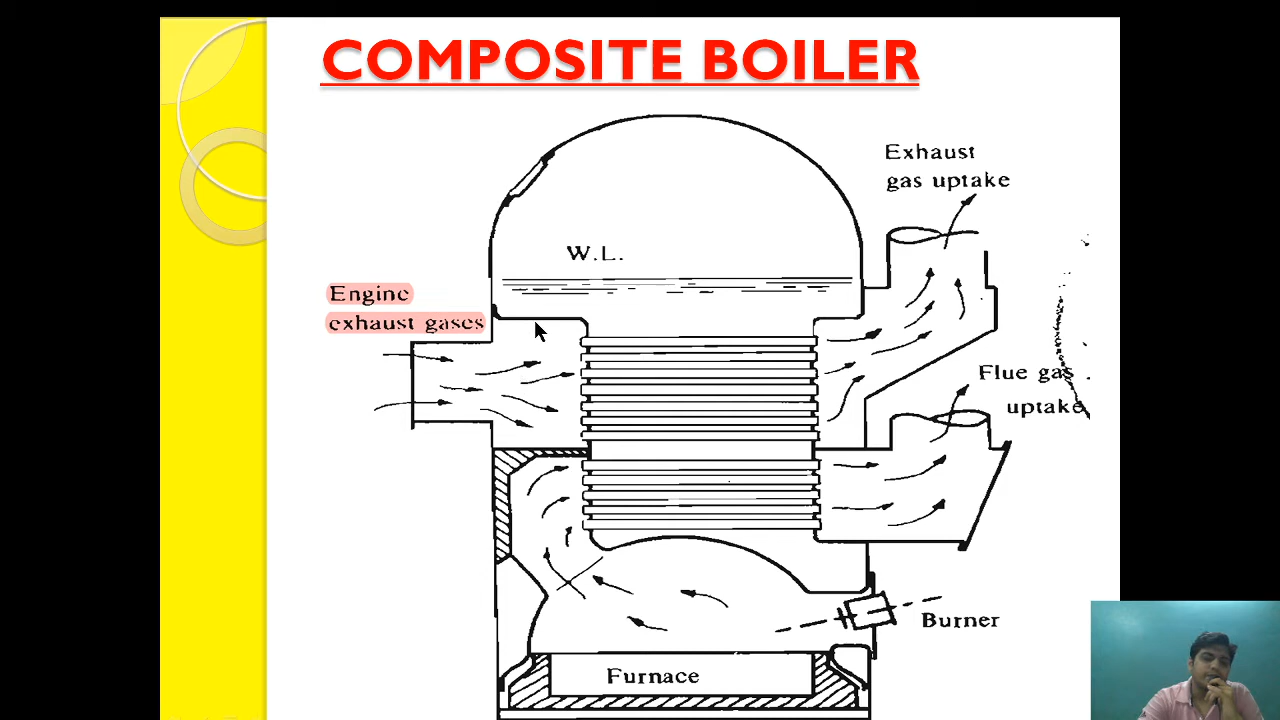 COMPOSITE BOILER
Exhaust
gas uptake
W.L.
Engine
exhaust gases
Flue gas
uptake
Burner
Furnace